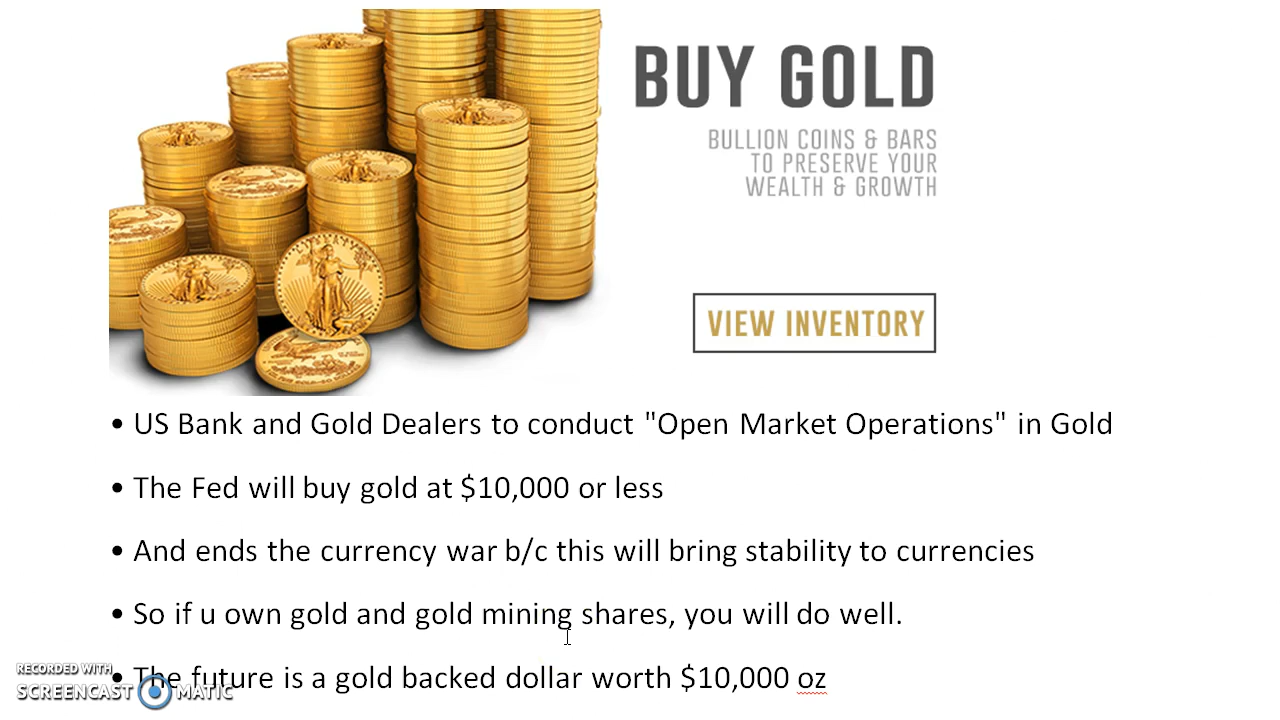 BUY GOLD
BULLION COINS & BARS
TO PRESERVE YOUR
WEALTH & GROWTH
VIEW INVENTORY
LIBERTY
• US Bank and Gold Dealers to conduct "Open Market Operations" in Gold
• The Fed will buy gold at $10,000 or less
• And ends the currency war b/c this will bring stability to currencies
• So if u own gold and gold mining shares, you will do well.
• The future is a gold backed dollar worth $10,000 oz
RECORDED WITH
SCREENCAST MATIC